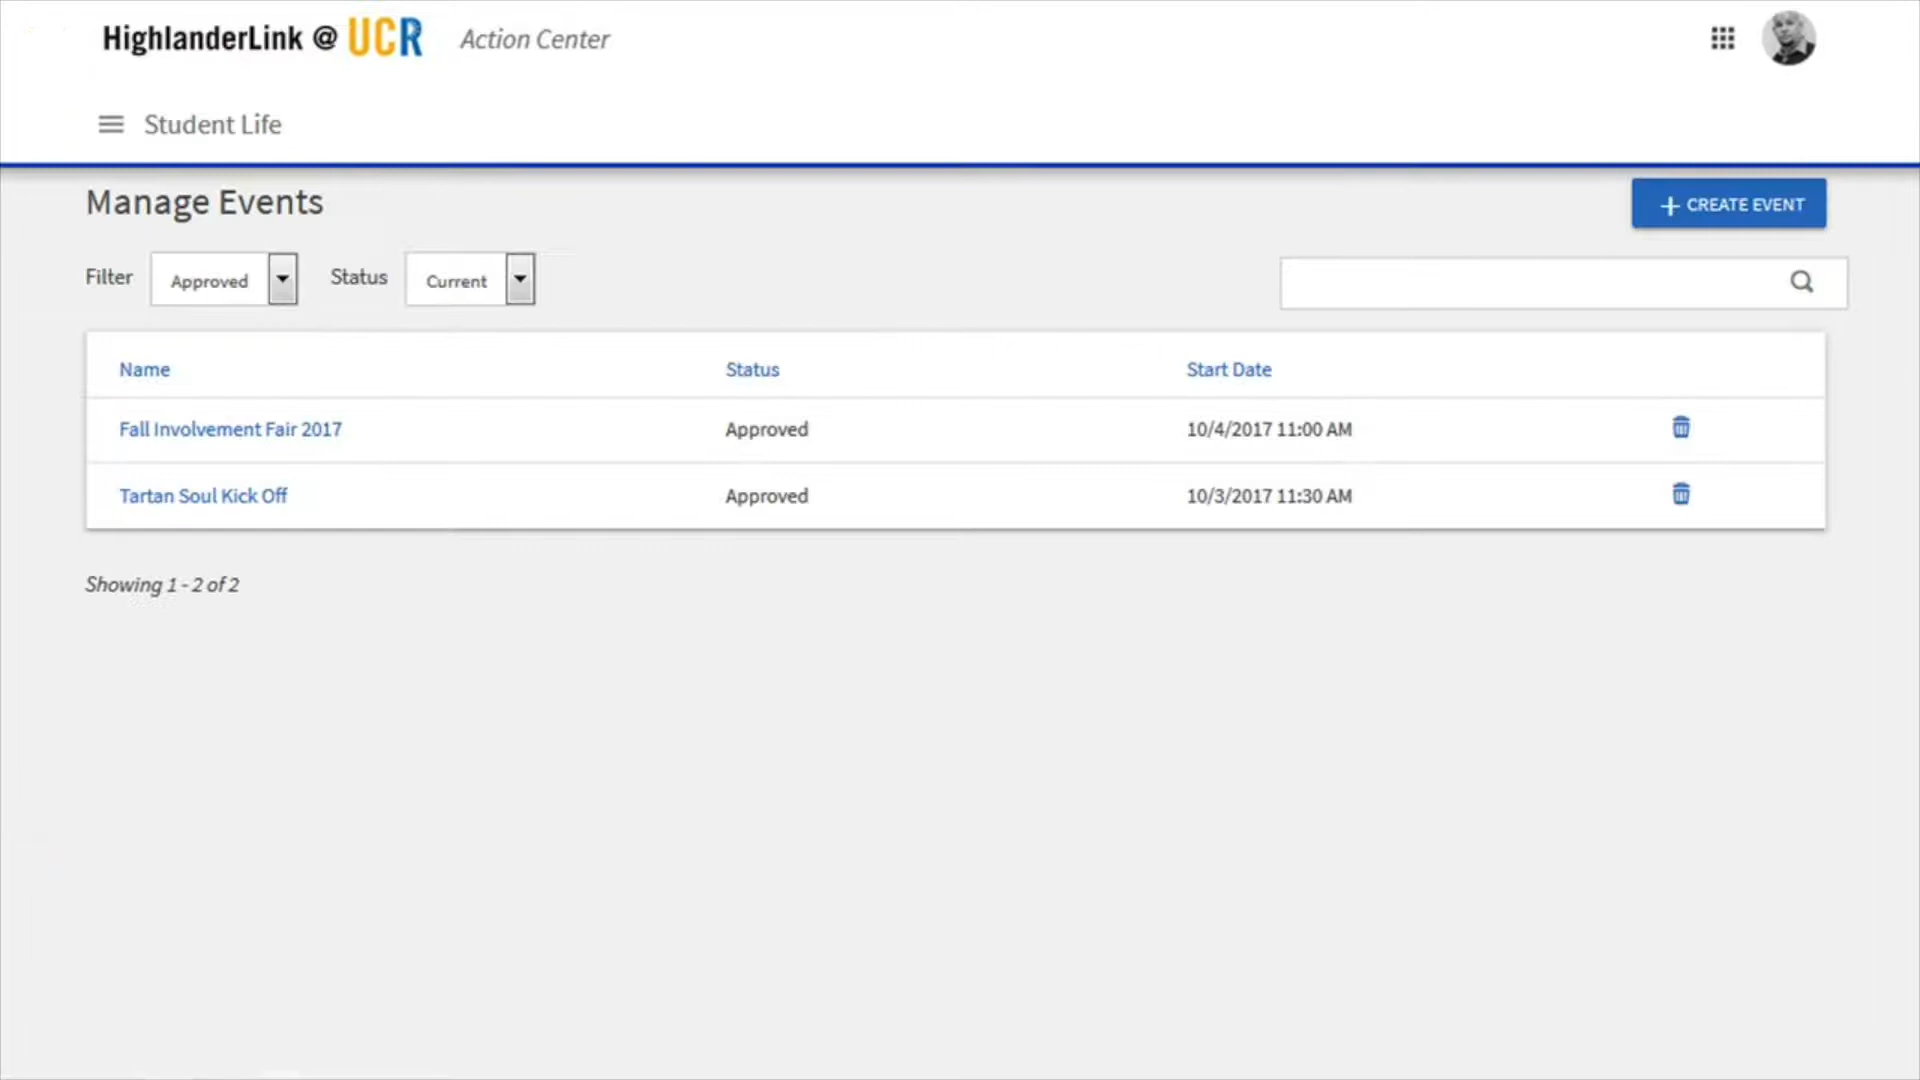 HighlanderLink @ UCR Action Center
Student Life
Manage Events
CREATE EVENT
Filter Approved Status Current
Name Status Start Date
Fall Involvement Fair 2017 Approved 10/4/2017 11:00 AM
Tartan Soul Kick Off Approved 10/3/2017 11:30 AM
Showing 1 - 2 of 2